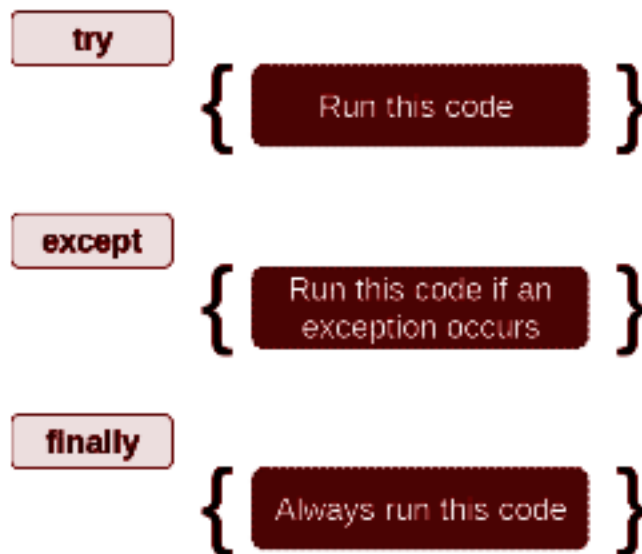 try
{ Run this code }
except
{ Run this code if an
exception occurs }
finally
{ Always run this code }